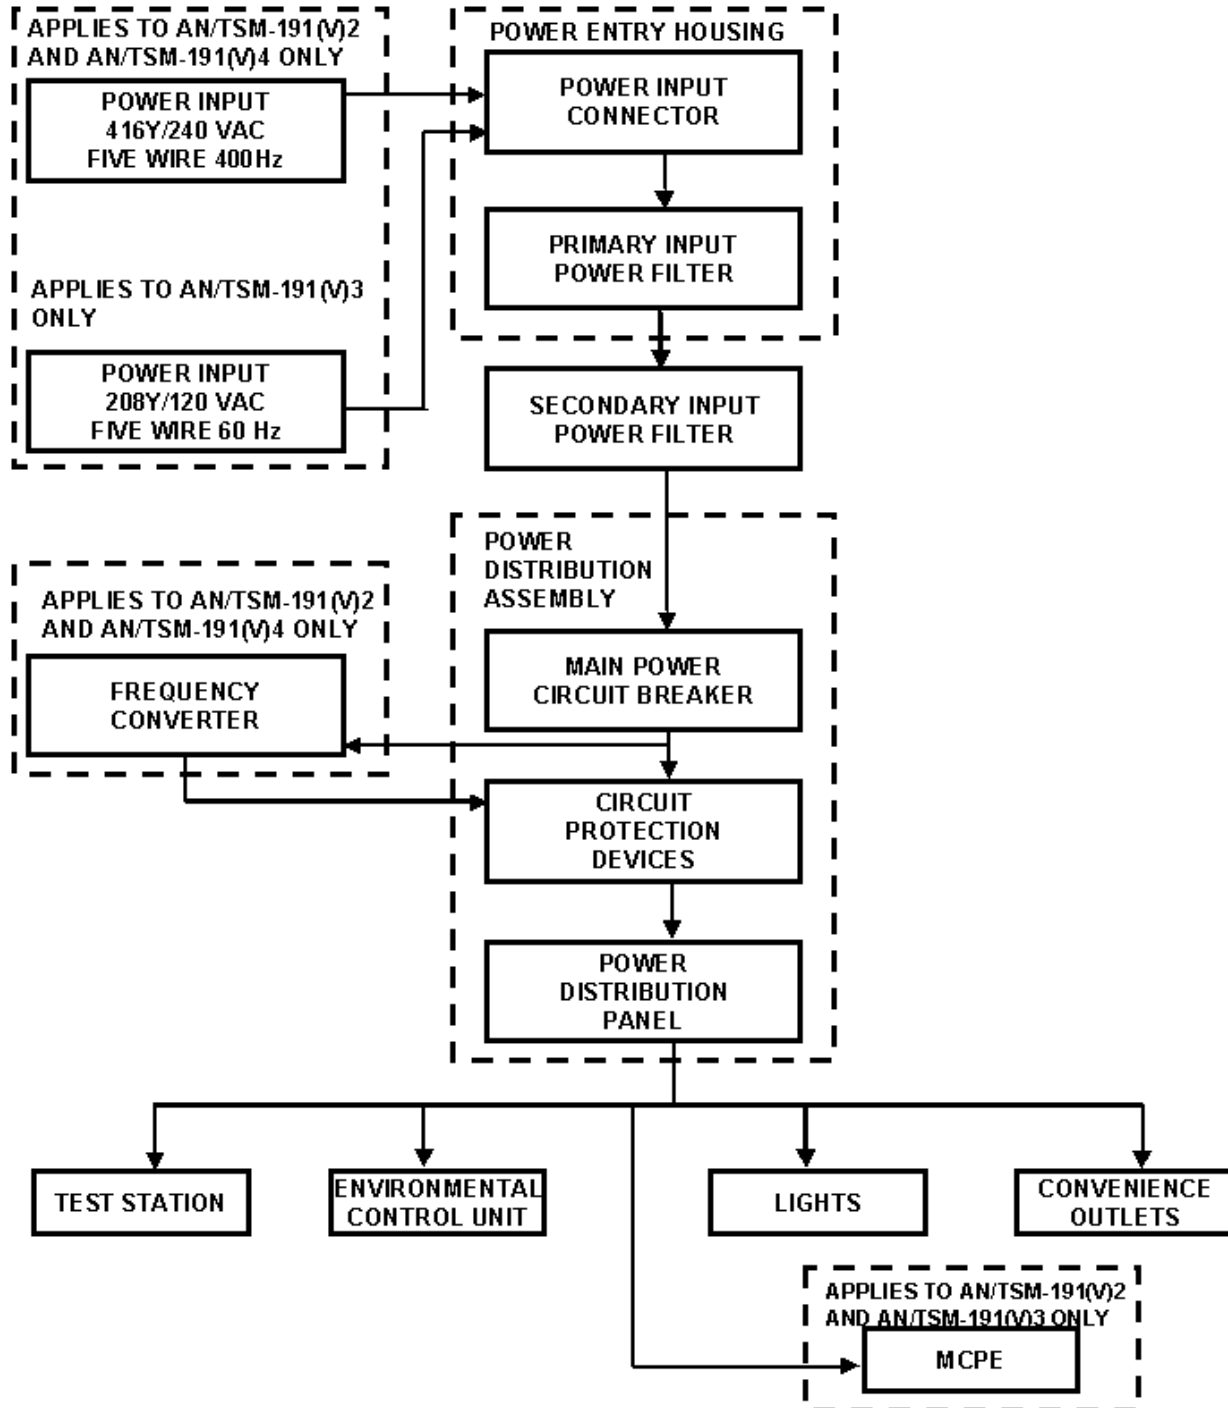 APPLIES TO AN/TSM-191(V)2
AND AN/TSM-191(V)4 ONLY
POWER INPUT
416Y/240 VAC
FIVE WIRE 400Hz
APPLIES TO AN/TSM-191(V)3
ONLY
POWER INPUT
208Y/120 VAC
FIVE WIRE 60 Hz
POWER ENTRY HOUSING
POWER INPUT
CONNECTOR
PRIMARY INPUT
POWER FILTER
SECONDARY INPUT
POWER FILTER
POWER
DISTRIBUTION
ASSEMBLY
MAIN POWER
CIRCUIT BREAKER
APPLIES TO AN/TSM-191(V)2
AND AN/TSM-191(V)4 ONLY
FREQUENCY
CONVERTER
CIRCUIT
PROTECTION
DEVICES
POWER
DISTRIBUTION
PANEL
TEST STATION
ENVIRONMENTAL
CONTROL UNIT
LIGHTS
CONVENIENCE
OUTLETS
APPLIES TO AN/TSM-191(V)2
AND AN/TSM-191(V)3 ONLY
MCPE